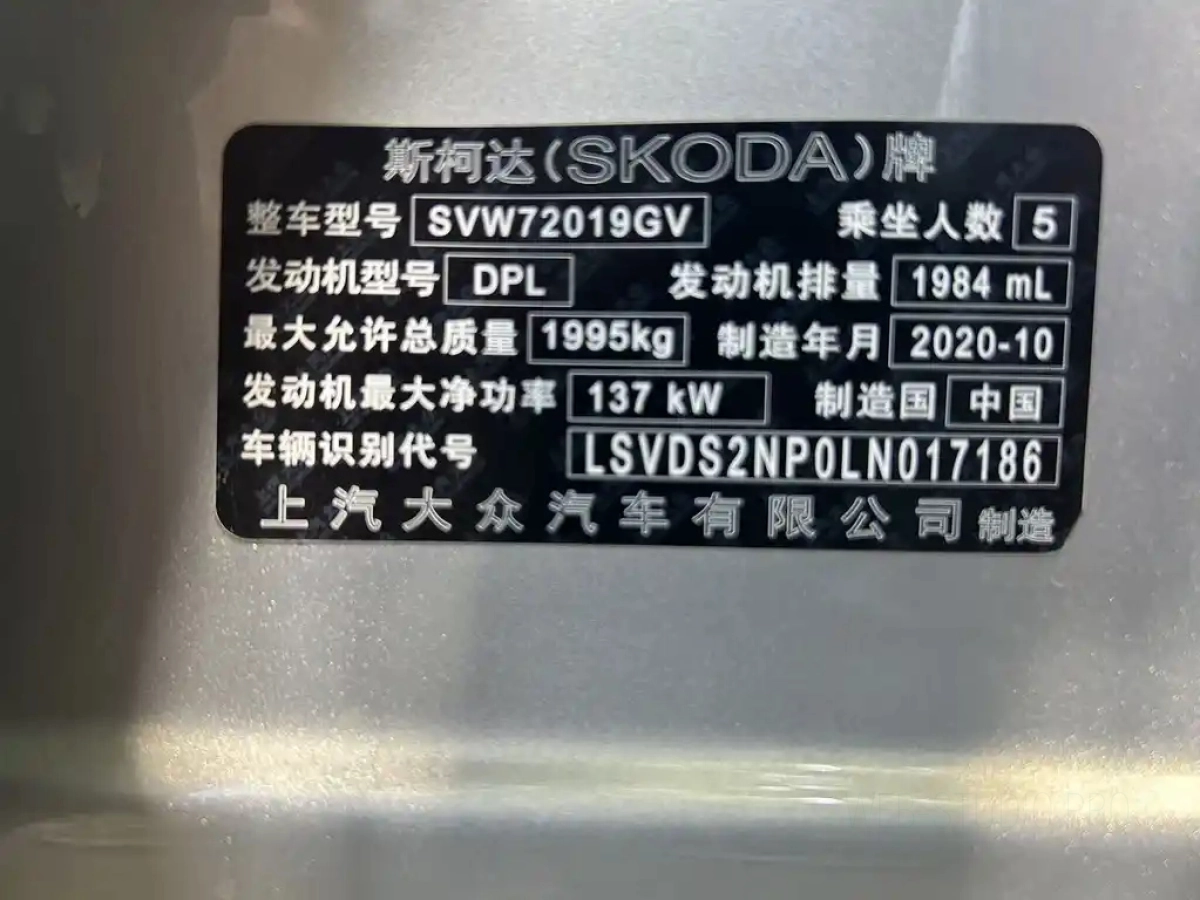 斯柯达(SKODA)牌
整车型号 SVW72019GV 乘坐人数 5
发动机型号 DPL 发动机排量 1984 mL
最大允许总质量 1995kg 制造年月 2020-10
发动机最大净功率 137 kW 制造国 中国
车辆识别代号 LSVDS2NP0LN017186
上汽大众汽车有限公司 制造